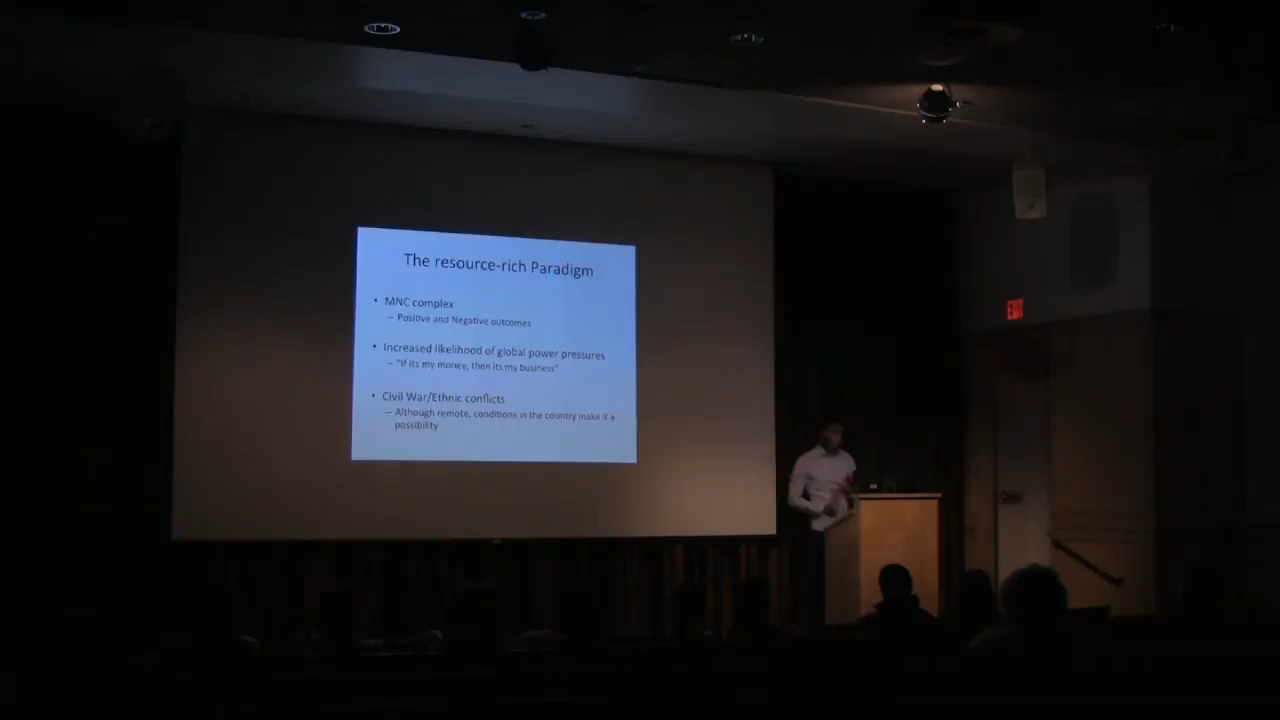 The resource-rich Paradigm
• MNC complex
– Positive and Negative outcomes
• Increased likelihood of global power pressures
– "If its my money, then its my business"
• Civil War/Ethnic conflicts
– Although remote, conditions in the country make it a
possibility
EXIT